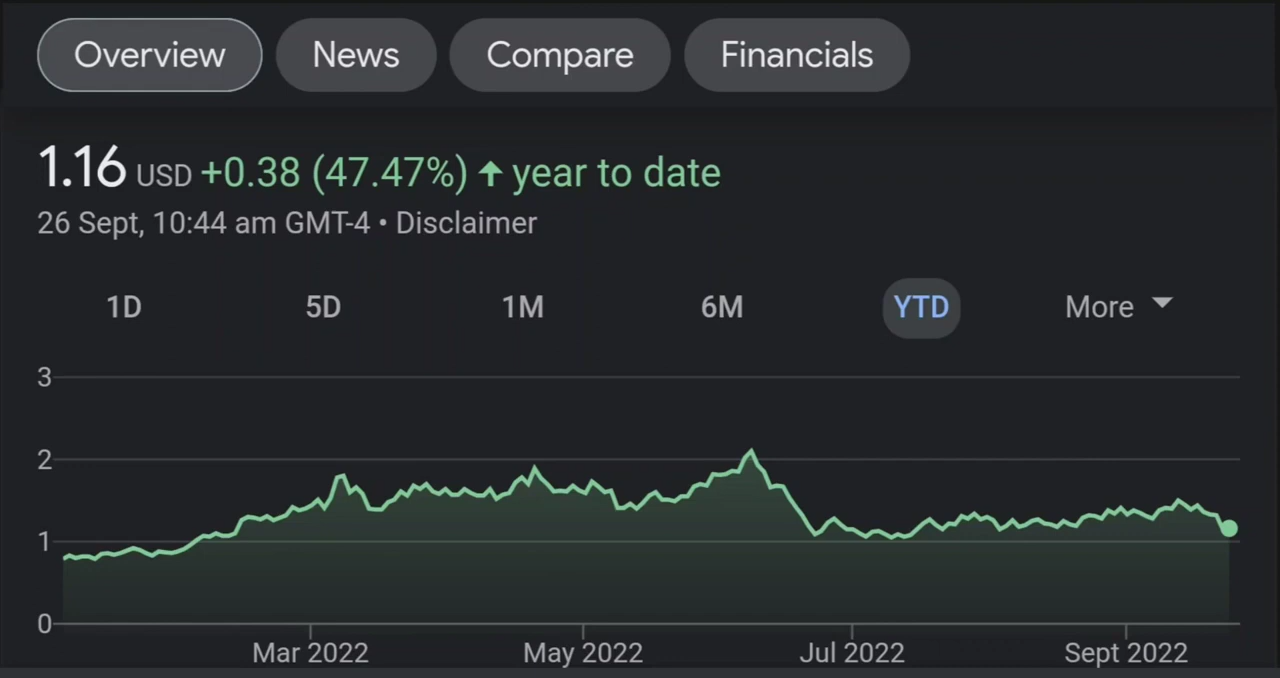 Overview News Compare Financials
1.16 USD +0.38 (47.47%) ↑ year to date
26 Sept, 10:44 am GMT-4 • Disclaimer
1D 5D 1M 6M YTD More
3
2
1
0
Mar 2022 May 2022 Jul 2022 Sept 2022